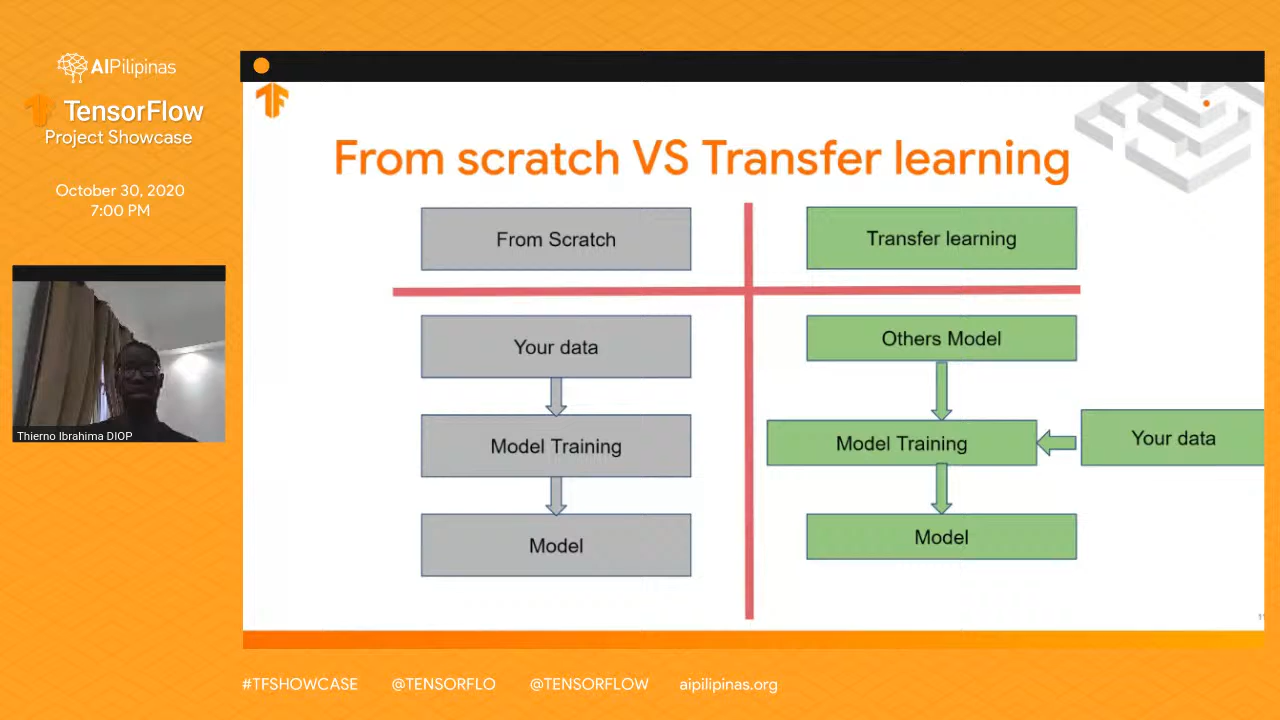 AIPilipinas
TensorFlow
Project Showcase
October 30, 2020
7:00 PM
Thierno Ibrahima DIOP
From scratch VS Transfer learning
From Scratch
Your data
Model Training
Model
Transfer learning
Others Model
Model Training
Your data
Model
#TFSHOWCASE @TENSORFLO @TENSORFLOW aipilipinas.org